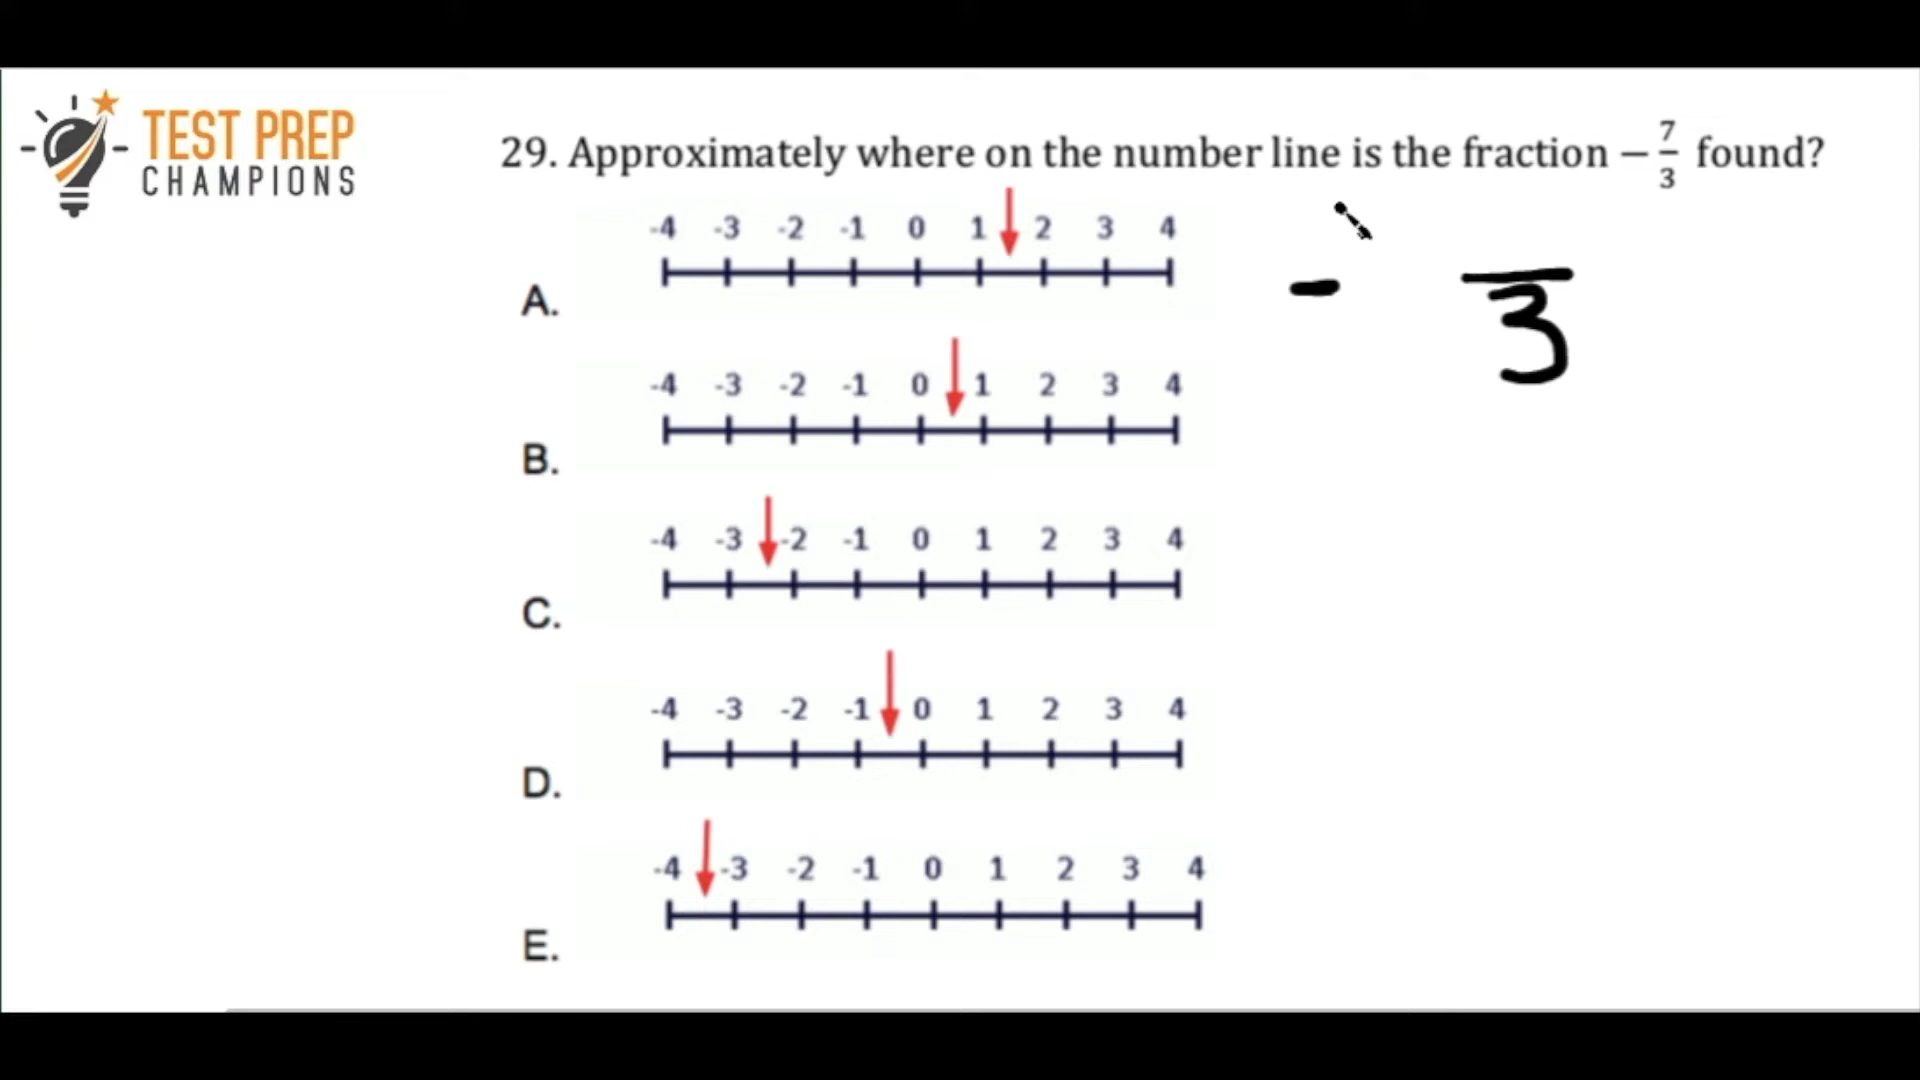 TEST PREP
CHAMPIONS
29. Approximately where on the number line is the fraction − 7/3 found?
-4 -3 -2 -1 0 1 2 3 4
A.
-4 -3 -2 -1 0 1 2 3 4
B.
-4 -3 -2 -1 0 1 2 3 4
C.
-4 -3 -2 -1 0 1 2 3 4
D.
-4 -3 -2 -1 0 1 2 3 4
E.
- /3